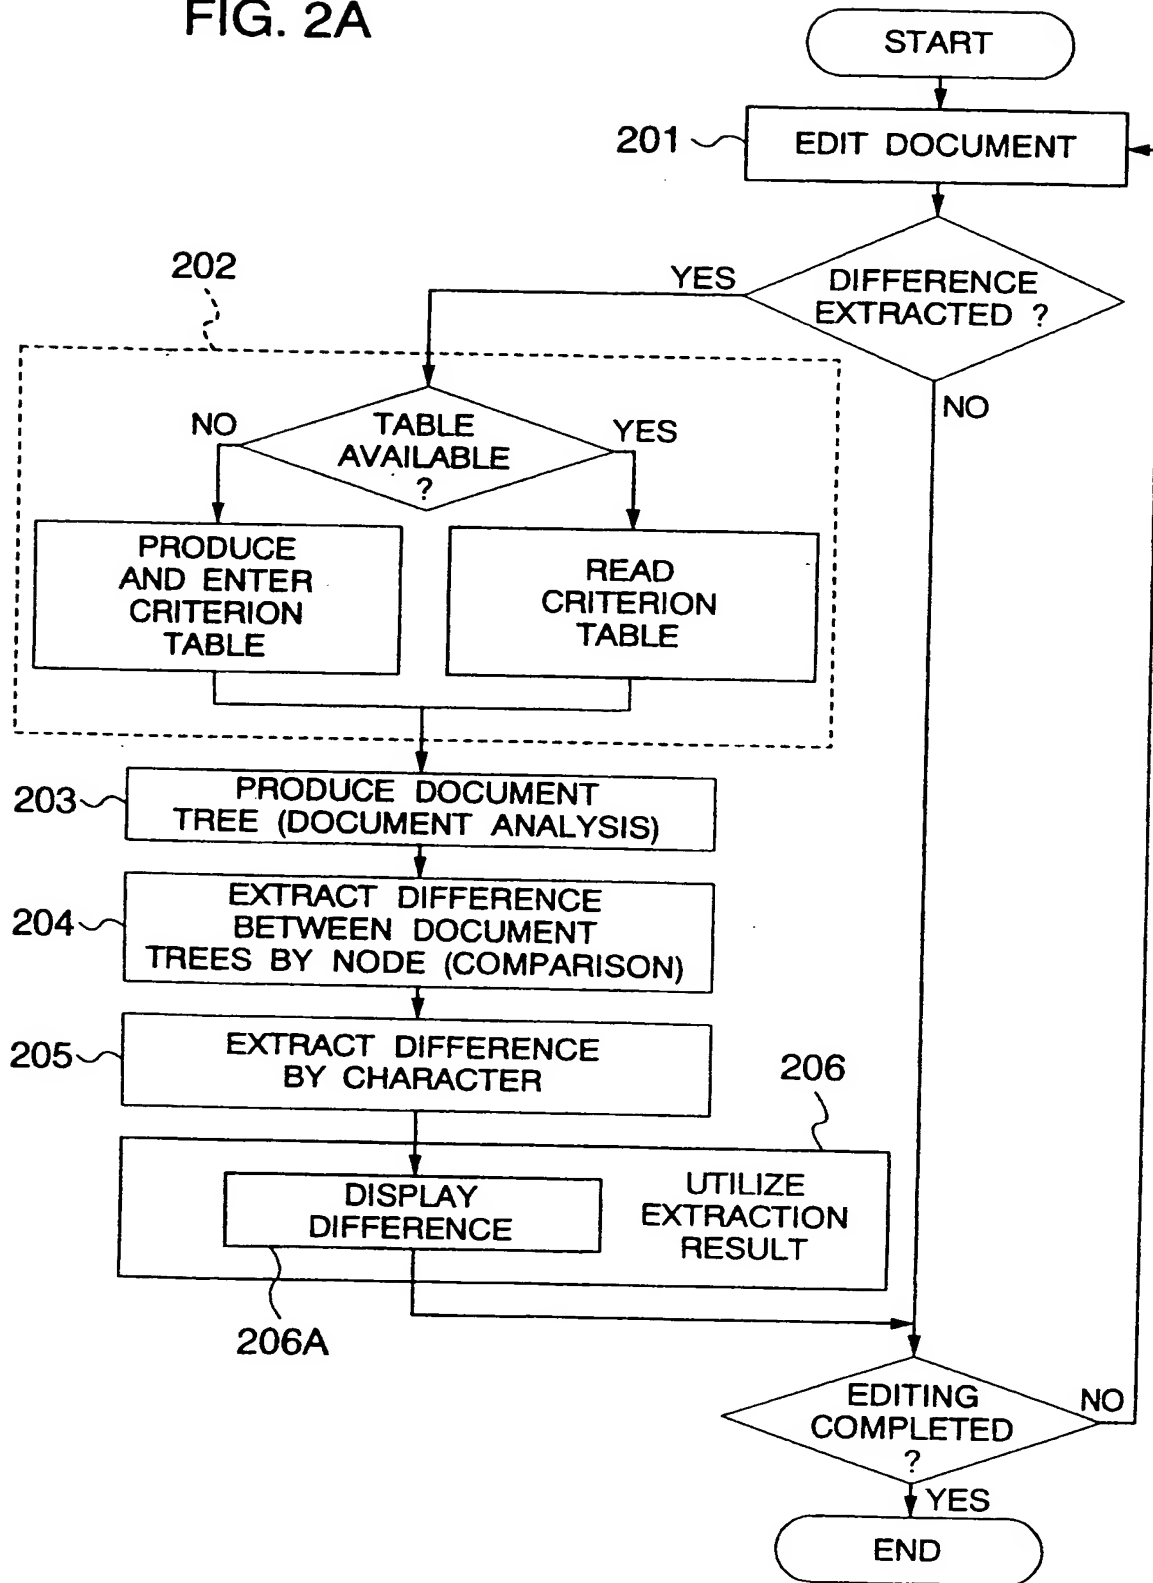 FIG. 2A
START
201
EDIT DOCUMENT
202
YES
DIFFERENCE
EXTRACTED ?
NO
NO
TABLE
AVAILABLE
?
YES
PRODUCE
AND ENTER
CRITERION
TABLE
READ
CRITERION
TABLE
203
PRODUCE DOCUMENT
TREE (DOCUMENT ANALYSIS)
204
EXTRACT DIFFERENCE
BETWEEN DOCUMENT
TREES BY NODE (COMPARISON)
205
EXTRACT DIFFERENCE
BY CHARACTER
206
DISPLAY
DIFFERENCE
UTILIZE
EXTRACTION
RESULT
206A
EDITING
COMPLETED
?
NO
YES
END